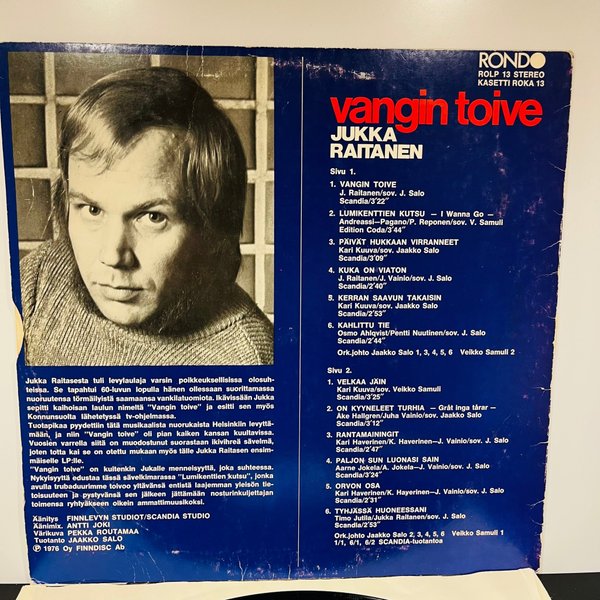 RONDO
ROLP 13 STEREO
KASETTI ROKA 13
vangin toive
JUKKA
RAITANEN
Sivu 1.
1. VANGIN TOIVE
J. Raitanen/sov. J. Salo
Scandia/3'22"
2. LUMIKENTTIEN KUTSU — I Wanna Go —
Andreassi—Pagano/P. Reponen/sov. V. Samuli
Edition Coda/3'44"
3. PÄIVÄT HUKKAAN VIRRANNEET
Kari Kuuva/sov. Jaakko Salo
Scandia/3'09"
4. KUKA ON VIATON
J. Raitanen/J. Vainio/sov. J. Salo
Scandia/2'40"
5. KERRAN SAAVUN TAKAISIN
Kari Kuuva/sov. Jaakko Salo
Scandia/2'53"
6. KAHLITTU TIE
Osmo Ahlqvist/Pentti Nuutinen/sov. J. Salo
Scandia/2'44"
Ork.johto Jaakko Salo 1, 3, 4, 5, 6 Veikko Samuli 2
Sivu 2.
1. VELKAA JÄIN
Kari Kuuva/sov. Veikko Samuli
Scandia/3'25"
2. ON KYYNELEET TURHIA — Gråt inga tårar —
Åke Hallgren/Juha Vainio/sov. Jaakko Salo
Scandia/3'12"
3. RANTAMAININGIT
Kari Haverinen/K. Haverinen—J. Vainio/sov. J. Salo
Scandia/2'47"
4. PALJON SUN LUONASI SAIN
Aarne Jokela/A. Jokela—J. Vainio/sov. J. Salo
Scandia/3'24"
5. ORVON OSA
Kari Haverinen/K. Haverinen—J. Vainio/sov. J. Salo
Scandia/2'31"
6. TYHJÄSSÄ HUONEESSANI
Timo Jutila/Jukka Raitanen/sov. J. Salo
Scandia/2'53"
Ork.johto Jaakko Salo 2, 3, 4, 5, 6 Veikko Samuli 1
1/1, 6/1, 6/2 SCANDIA-tuotantoa
Jukka Raitasesta tuli levylaulaja varsin poikkeuksellisissa olosuh-
teissa. Se tapahtui 60-luvun lopulla hänen ollessaan suorittamassa
nuoruutensa törmäilyistä saamaansa vankilatuomiota. Ikävissään Jukka
sepitti kaihoisan laulun nimeltä "Vangin toive" ja esitti sen myös
Konnunsuolta lähetetyssä tv-ohjelmassa.
Tuotapikaa pyydettiin tätä musikaalista nuorukaista Helsinkiin levyttä-
mään, ja niin "Vangin toive" oli pian kaiken kansan kuultavissa.
Vuosien varrella siitä on muodostunut suorastaan ikivihreä sävelmä,
joten totta kai se on otettu mukaan myös tälle Jukka Raitasen ensim-
mäiselle LP:lle.
"Vangin toive" on kuitenkin Jukalle menneisyyttä, joka suhteessa.
Nykyisyyttä edustaa tässä sävelkimarassa "Lumikenttien kutsu", jonka
avulla trubaduurimme toivoo yltävänsä entistä laajemman yleisön tie-
toisuuteen ja pystyvänsä sen jälkeen jättämään nosturinkuljettajan
toimensa ryhtyäkseen oikein ammattimuusikoksi.
Äänitys FINNLEVYN STUDIOT/SCANDIA STUDIO
Äänimix. ANTTI JOKI
Värikuva PEKKA ROUTAMAA
Tuotanto JAAKKO SALO
Ⓟ 1976 Oy FINNDISC Ab